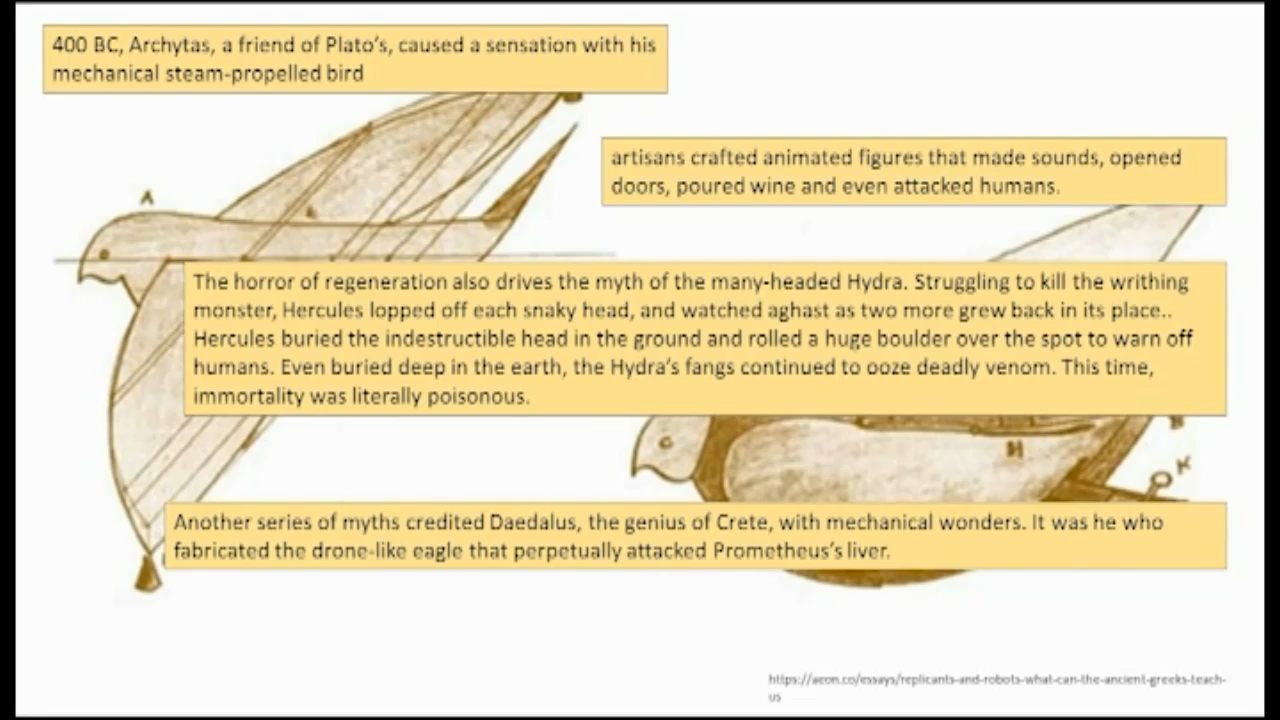 400 BC, Archytas, a friend of Plato's, caused a sensation with his
mechanical steam-propelled bird
artisans crafted animated figures that made sounds, opened
doors, poured wine and even attacked humans.
A
The horror of regeneration also drives the myth of the many-headed Hydra. Struggling to kill the writhing
monster, Hercules lopped off each snaky head, and watched aghast as two more grew back in its place..
Hercules buried the indestructible head in the ground and rolled a huge boulder over the spot to warn off
humans. Even buried deep in the earth, the Hydra's fangs continued to ooze deadly venom. This time,
immortality was literally poisonous.
H
K
Another series of myths credited Daedalus, the genius of Crete, with mechanical wonders. It was he who
fabricated the drone-like eagle that perpetually attacked Prometheus's liver.
https://aeon.co/essays/replicants-and-robots-what-can-the-ancient-greeks-teach-
us